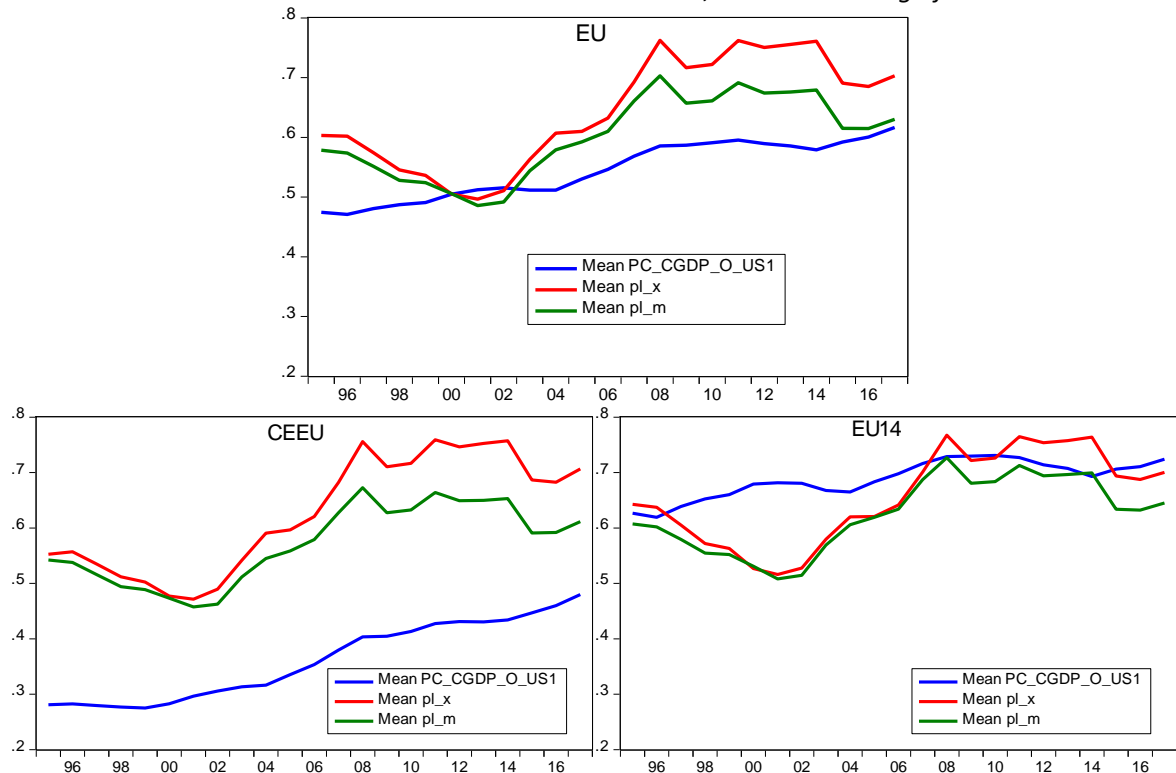 EU
.8
.7
.6
.5
.4
.3
.2
Mean PC_CGDP_O_US1
Mean pl_x
Mean pl_m
96 98 00 02 04 06 08 10 12 14 16
CEEU
.8
.7
.6
.5
.4
.3
.2
Mean PC_CGDP_O_US1
Mean pl_x
Mean pl_m
96 98 00 02 04 06 08 10 12 14 16
EU14
.8
.7
.6
.5
.4
.3
.2
Mean PC_CGDP_O_US1
Mean pl_x
Mean pl_m
96 98 00 02 04 06 08 10 12 14 16